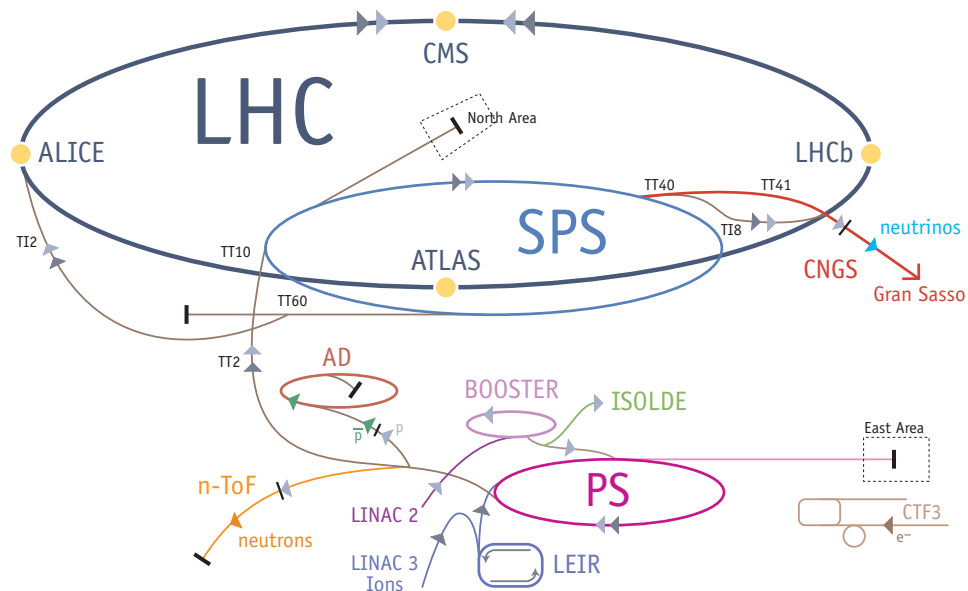 CMS
LHC
North Area
ALICE
LHCb
TT40
TT41
SPS
TI8
neutrinos
TI2
TT10
ATLAS
CNGS
Gran Sasso
TT60
TT2
AD
BOOSTER
ISOLDE
East Area
p
p
n-ToF
PS
LINAC 2
CTF3
neutrons
e–
LINAC 3
Ions
LEIR